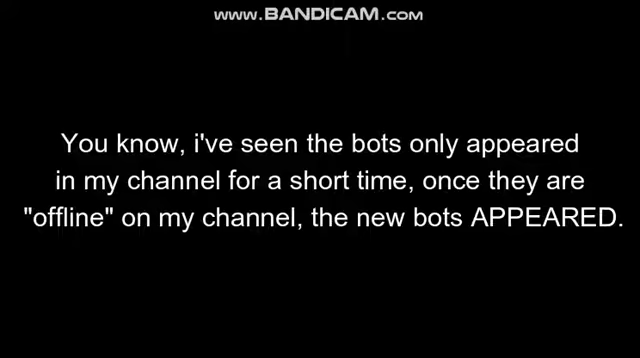 www.BANDICAM.com
You know, i've seen the bots only appeared
in my channel for a short time, once they are
"offline" on my channel, the new bots APPEARED.